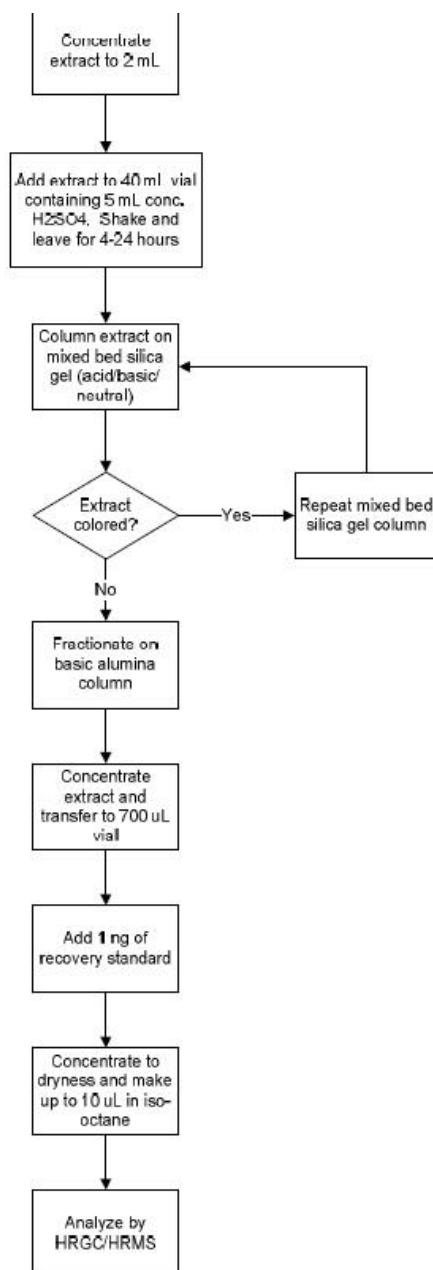 Concentrate
extract to 2 mL
Add extract to 40 mL vial
containing 5 mL conc.
H2SO4. Shake and
leave for 4-24 hours
Column extract on
mixed bed silica
gel (acid/basic/
neutral)
Extract
colored?
Yes
Repeat mixed bed
silica gel column
No
Fractionate on
basic alumina
column
Concentrate
extract and
transfer to 700 uL
viall
Add 1 ng of
recovery standard
Concentrate to
dryness and make
up to 10 uL in iso-
octane
Analyze by
HRGC/HRMS